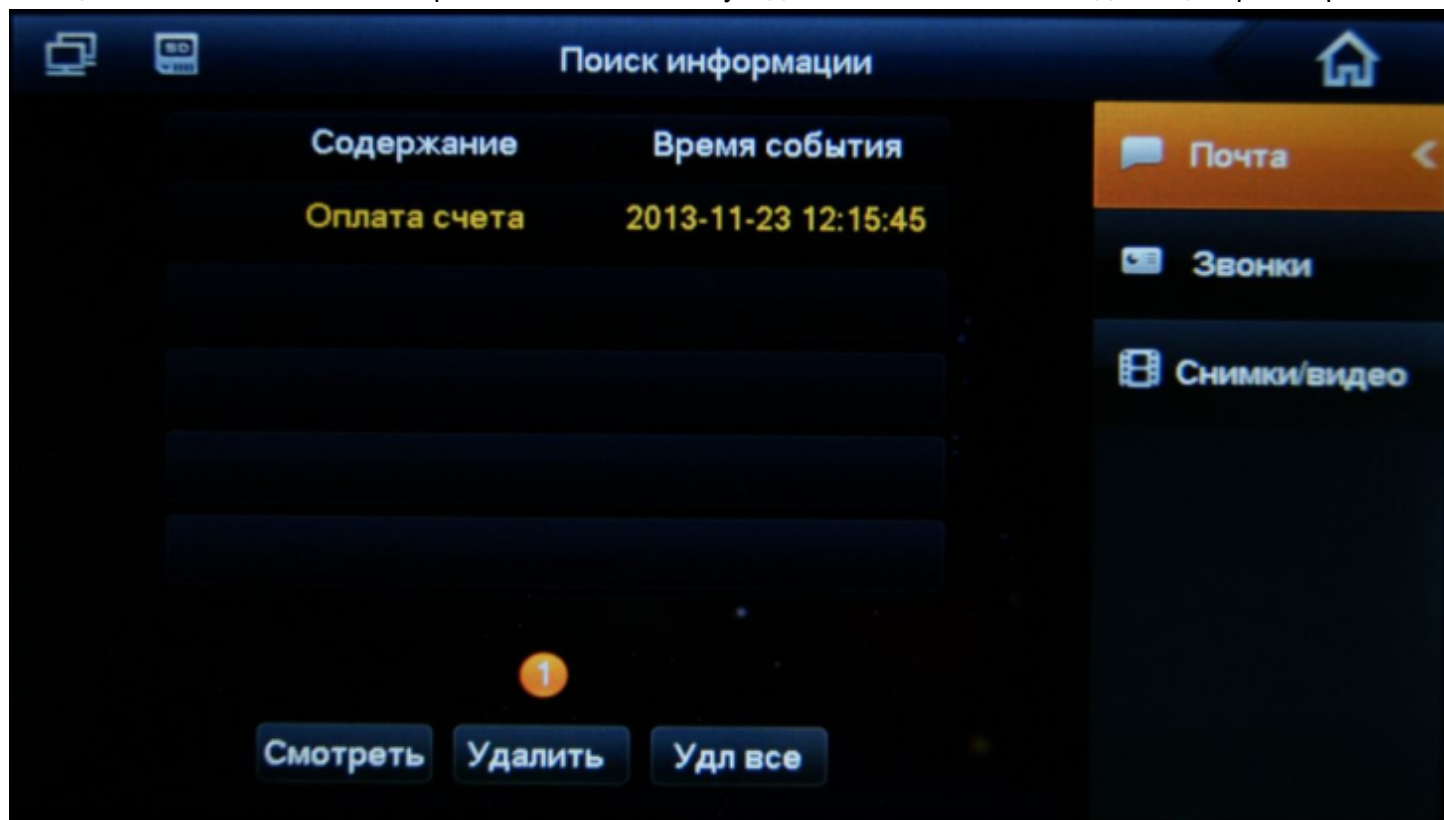 SD
Поиск информации
Содержание Время события
Почта
Оплата счета 2013-11-23 12:15:45
Звонки
Снимки/видео
1
Смотреть Удалить Удл все